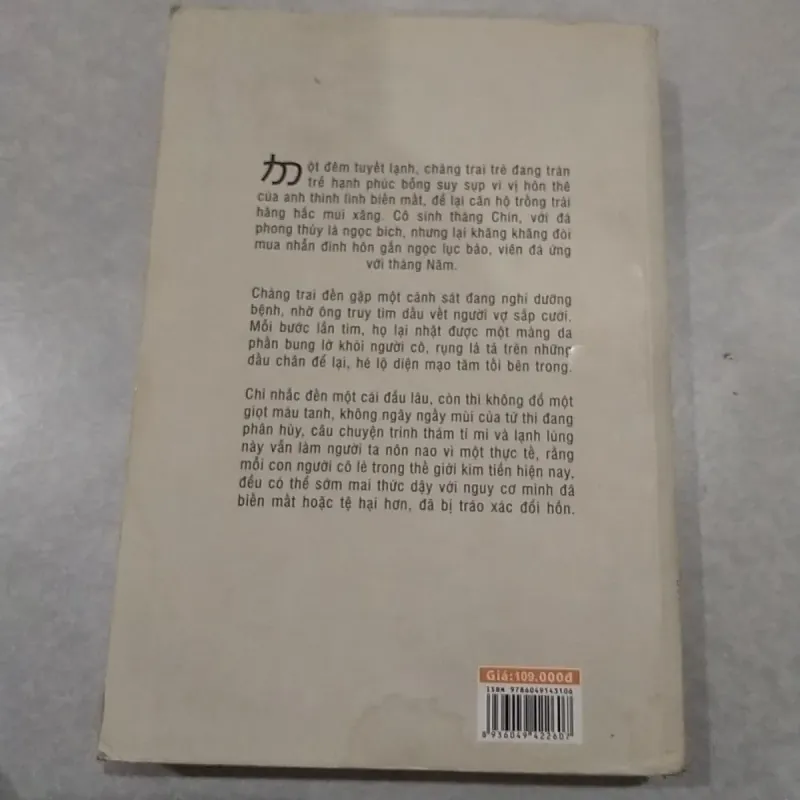 Một đêm tuyết lạnh, chàng trai trẻ đang tràn
trề hạnh phúc bỗng suy sụp vì vị hôn thê
của anh thình lình biến mất, để lại căn hộ trống trải
hăng hắc mùi xăng. Cô sinh tháng Chín, với đá
phong thủy là ngọc bích, nhưng lại khăng khăng đòi
mua nhẫn đính hôn gắn ngọc lục bảo, viên đá ứng
với tháng Năm.
Chàng trai đến gặp một cảnh sát đang nghỉ dưỡng
bệnh, nhờ ông truy tìm dấu vết người vợ sắp cưới.
Mỗi bước lần tìm, họ lại nhặt được một mảng da
phấn bung lở khỏi người cô, rụng lả tả trên những
dấu chân để lại, hé lộ diện mạo tăm tối bên trong.
Chỉ nhắc đến một cái đầu lâu, còn thì không đổ một
giọt máu tanh, không ngây ngấy mùi của tử thi đang
phân hủy, câu chuyện trinh thám tỉ mỉ và lạnh lùng
này vẫn làm người ta nôn nao vì một thực tế, rằng
mỗi con người cô lẻ trong thế giới kim tiền hiện nay,
đều có thể sớm mai thức dậy với nguy cơ mình đã
biến mất hoặc tệ hại hơn, đã bị tráo xác đổi hồn.
Giá:109.000đ
ISBN 9786049143106
8 936049 422607